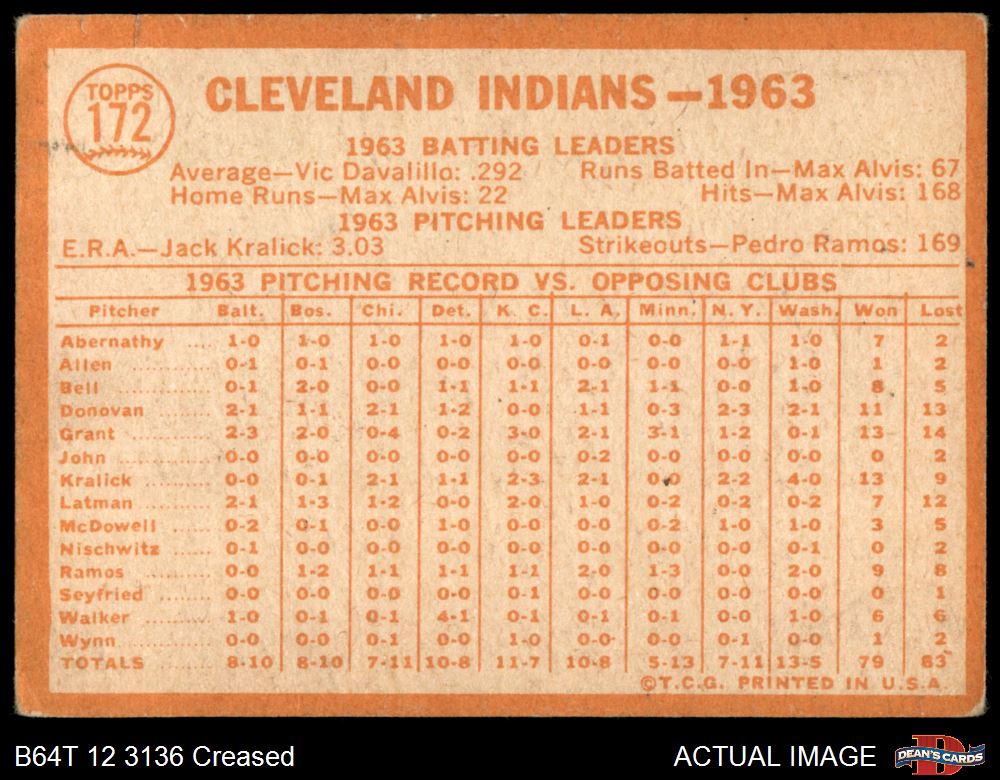 TOPPS
172
CLEVELAND INDIANS—1963
1963 BATTING LEADERS
Average—Vic Davalillo: .292 Runs Batted In—Max Alvis: 67
Home Runs—Max Alvis: 22 Hits—Max Alvis: 168
1963 PITCHING LEADERS
E.R.A.—Jack Kralick: 3.03 Strikeouts—Pedro Ramos: 169
1963 PITCHING RECORD VS. OPPOSING CLUBS
Pitcher Balt. Bos. Chi. Det. K. C. L. A. Minn. N. Y. Wash. Won Lost
Abernathy .... 1-0 1-0 1-0 1-0 1-0 0-1 0-0 1-1 1-0 7 2
Allen .......... 0-1 0-1 0-0 0-0 0-0 0-0 0-0 0-0 1-0 1 2
Bell ............ 0-1 2-0 0-0 1-1 1-1 2-1 1-1 0-0 1-0 8 5
Donovan ........ 2-1 1-1 2-1 1-2 0-0 1-1 0-3 2-3 2-1 11 13
Grant .......... 2-3 2-0 0-4 0-2 3-0 2-1 3-1 1-2 0-1 13 14
John ........... 0-0 0-0 0-0 0-0 0-0 0-2 0-0 0-0 0-0 0 2
Kralick ........ 0-0 0-1 2-1 1-1 2-3 2-1 0-0 2-2 4-0 13 9
Latman ........ 2-1 1-3 1-2 0-0 2-0 1-0 0-2 0-2 0-2 7 12
McDowell ...... 0-2 0-1 0-0 1-0 0-0 0-0 0-2 1-0 1-0 3 5
Nischwitz ...... 0-1 0-0 0-0 0-0 0-0 0-0 0-0 0-0 0-1 0 2
Ramos ......... 0-0 1-2 1-1 1-1 1-1 2-0 1-3 0-0 2-0 9 8
Seyfried ........ 0-0 0-0 0-0 0-0 0-1 0-0 0-0 0-0 0-0 0 1
Walker ......... 1-0 0-1 0-1 4-1 0-1 0-1 0-1 0-0 1-0 6 6
Wynn .......... 0-0 0-0 0-1 0-0 1-0 0-0 0-0 0-1 0-0 1 2
TOTALS 8-10 8-10 7-11 10-8 11-7 10-8 5-13 7-11 13-5 79 83
©T.C.G. PRINTED IN U.S.A.
B64T 12 3136 Creased ACTUAL IMAGE
D
DEAN'S CARDS